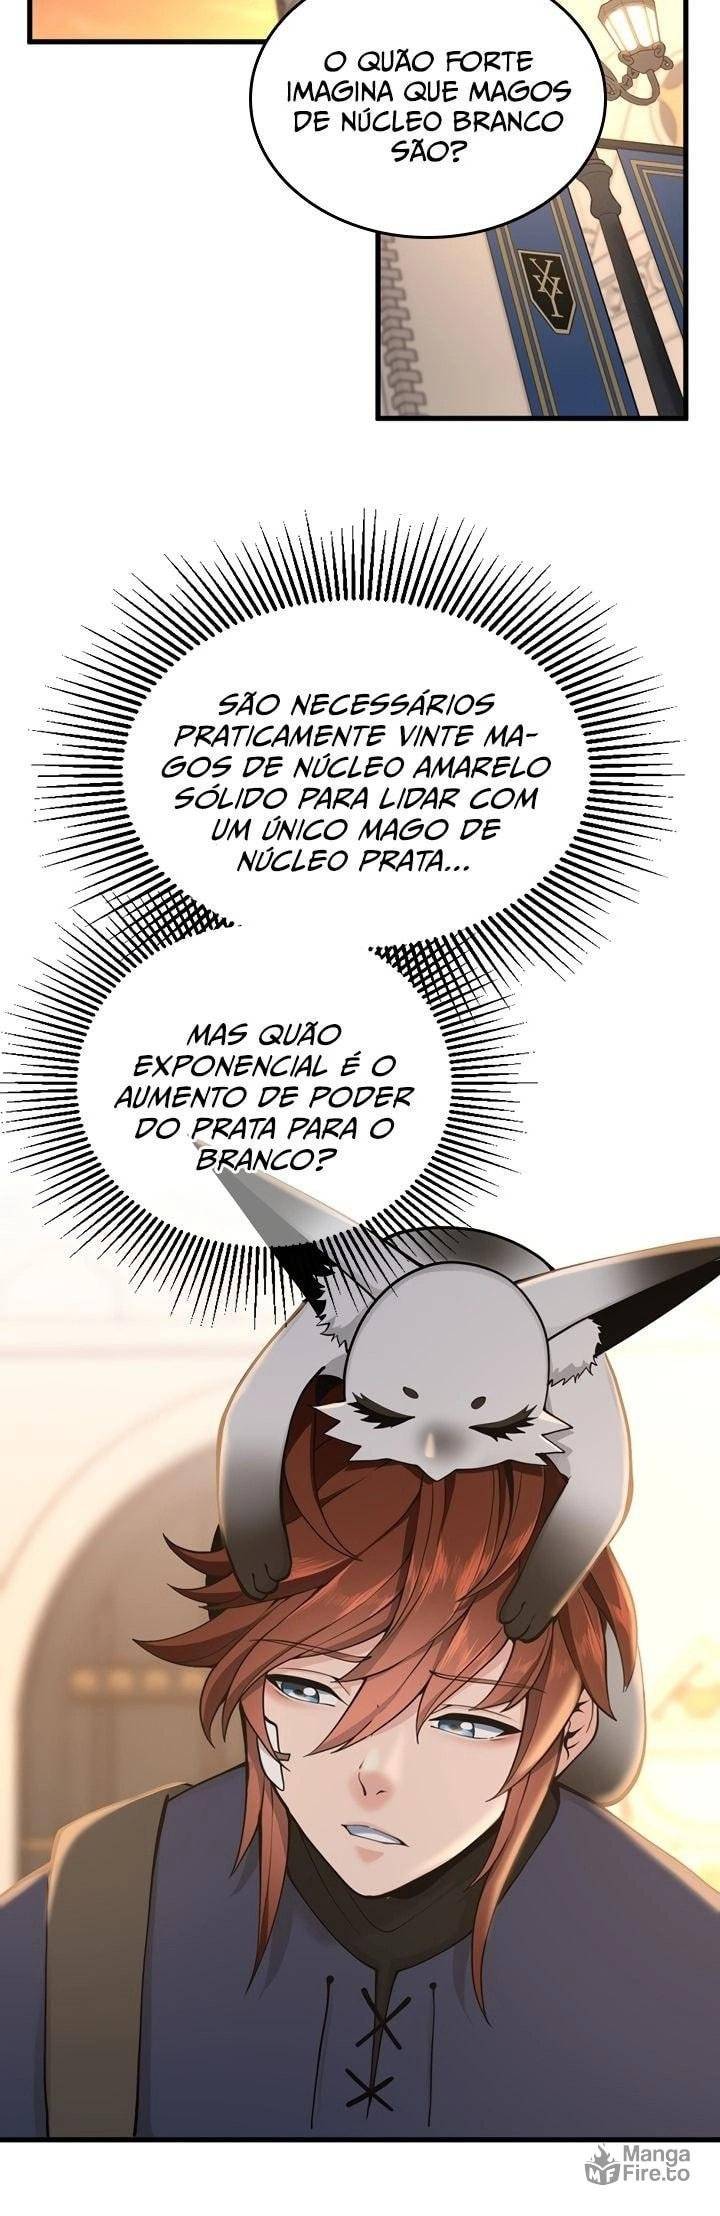 O QUÃO FORTE
IMAGINA QUE MAGOS
DE NÚCLEO BRANCO
SÃO?
SÃO NECESSÁRIOS
PRATICAMENTE VINTE MA-
GOS DE NÚCLEO AMARELO
SÓLIDO PARA LIDAR COM
UM ÚNICO MAGO DE
NÚCLEO PRATA...
MAS QUÃO
EXPONENCIAL É O
AUMENTO DE PODER
DO PRATA PARA O
BRANCO?
MF
Manga
Fire.to